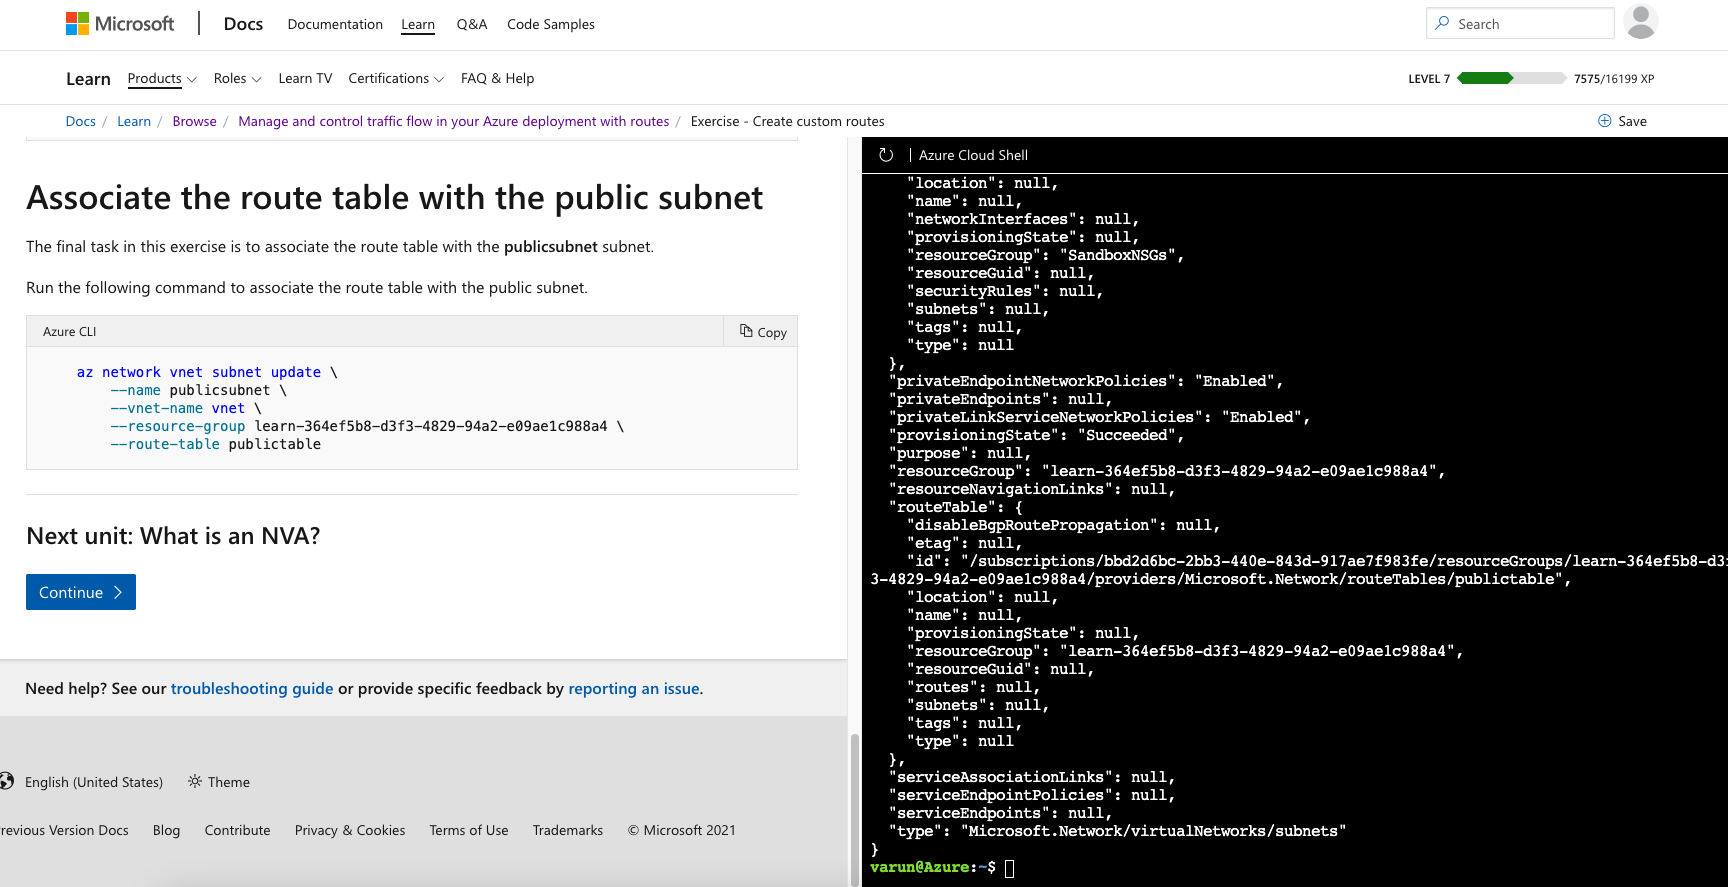 Microsoft | Docs Documentation Learn Q&A Code Samples Search
Learn Products Roles Learn TV Certifications FAQ & Help LEVEL 7 7575/16199 XP
Docs / Learn / Browse / Manage and control traffic flow in your Azure deployment with routes / Exercise - Create custom routes Save
Associate the route table with the public subnet
The final task in this exercise is to associate the route table with the publicsubnet subnet.
Run the following command to associate the route table with the public subnet.
Azure CLI Copy
az network vnet subnet update \
--name publicsubnet \
--vnet-name vnet \
--resource-group learn-364ef5b8-d3f3-4829-94a2-e09ae1c988a4 \
--route-table publictable
Next unit: What is an NVA?
Continue
Need help? See our troubleshooting guide or provide specific feedback by reporting an issue.
English (United States) Theme
revious Version Docs Blog Contribute Privacy & Cookies Terms of Use Trademarks © Microsoft 2021
| Azure Cloud Shell
"location": null,
"name": null,
"networkInterfaces": null,
"provisioningState": null,
"resourceGroup": "SandboxNSGs",
"resourceGuid": null,
"securityRules": null,
"subnets": null,
"tags": null,
"type": null
},
"privateEndpointNetworkPolicies": "Enabled",
"privateEndpoints": null,
"privateLinkServiceNetworkPolicies": "Enabled",
"provisioningState": "Succeeded",
"purpose": null,
"resourceGroup": "learn-364ef5b8-d3f3-4829-94a2-e09ae1c988a4",
"resourceNavigationLinks": null,
"routeTable": {
"disableBgpRoutePropagation": null,
"etag": null,
"id": "/subscriptions/bbd2d6bc-2bb3-440e-843d-917ae7f983fe/resourceGroups/learn-364ef5b8-d3f
3-4829-94a2-e09ae1c988a4/providers/Microsoft.Network/routeTables/publictable",
"location": null,
"name": null,
"provisioningState": null,
"resourceGroup": "learn-364ef5b8-d3f3-4829-94a2-e09ae1c988a4",
"resourceGuid": null,
"routes": null,
"subnets": null,
"tags": null,
"type": null
},
"serviceAssociationLinks": null,
"serviceEndpointPolicies": null,
"serviceEndpoints": null,
"type": "Microsoft.Network/virtualNetworks/subnets"
}
varun@Azure:~$